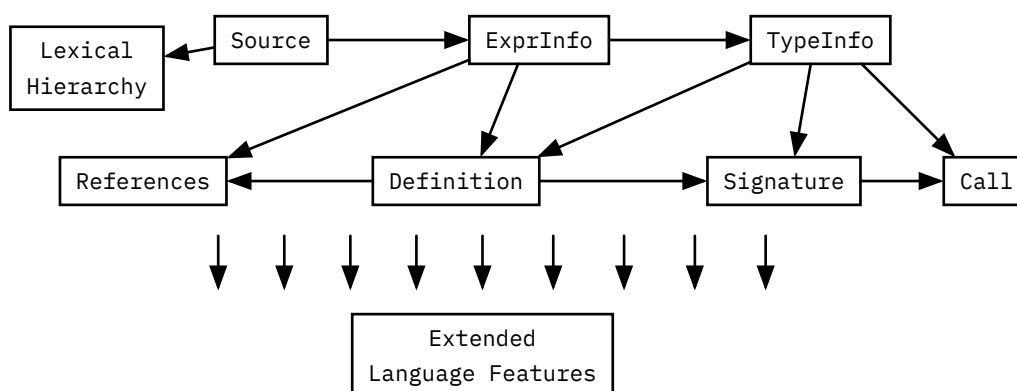 Lexical
Hierarchy
Source
ExprInfo
TypeInfo
References
Definition
Signature
Call
Extended
Language Features